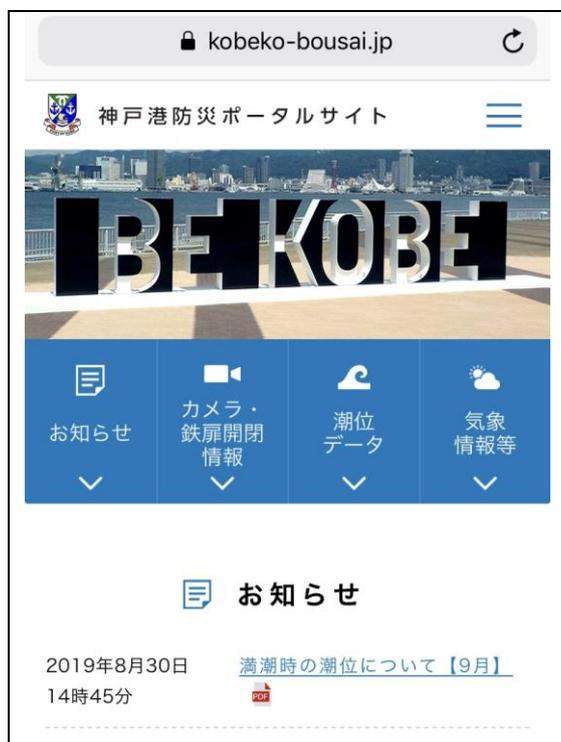 kobeko-bousai.jp
神戸港防災ポータルサイト
BE KOBE
お知らせ
カメラ・
鉄扉開閉
情報
潮位
データ
気象
情報等
お知らせ
2019年8月30日
14時45分
満潮時の潮位について【9月】
PDF